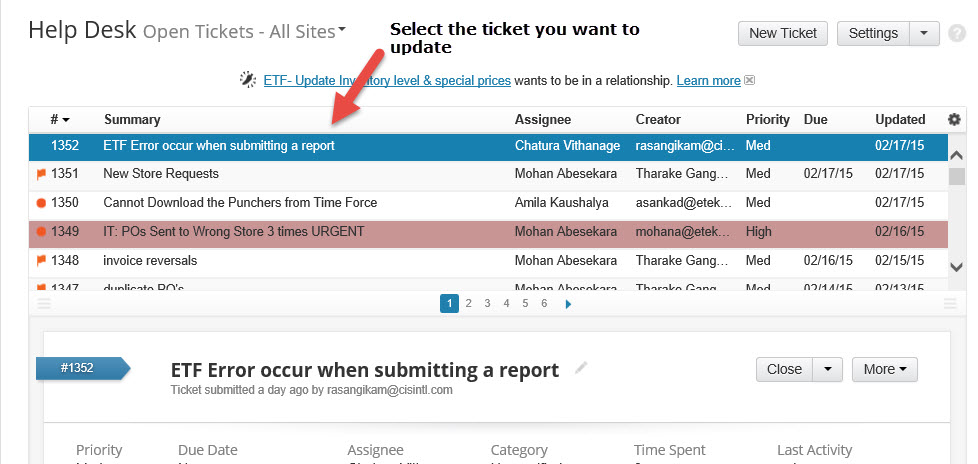 Help Desk Open Tickets - All Sites
Select the ticket you want to
update
New Ticket
Settings
?
ETF- Update Inventory level & special prices wants to be in a relationship. Learn more
# Summary Assignee Creator Priority Due Updated
1352 ETF Error occur when submitting a report Chatura Vithanage rasangikam@ci... Med 02/17/15
1351 New Store Requests Mohan Abesekara Tharake Gang... Med 02/17/15 02/17/15
1350 Cannot Download the Punchers from Time Force Amila Kaushalya asankad@etek... Med 02/17/15
1349 IT: POs Sent to Wrong Store 3 times URGENT Mohan Abesekara mohana@etek... High 02/16/15
1348 invoice reversals Mohan Abesekara Tharake Gang... Med 02/16/15 02/15/15
1347 duplicate PO's Mohan Abesekara Tharake Gang... Med 02/14/15 02/13/15
1 2 3 4 5 6
#1352
ETF Error occur when submitting a report
Close
More
Ticket submitted a day ago by rasangikam@cisintl.com
Priority Due Date Assignee Category Time Spent Last Activity